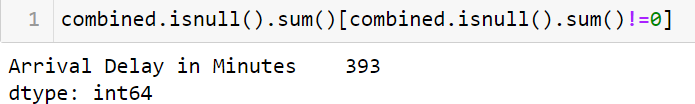 1 combined.isnull().sum()[combined.isnull().sum()!=0]
Arrival Delay in Minutes    393
dtype: int64